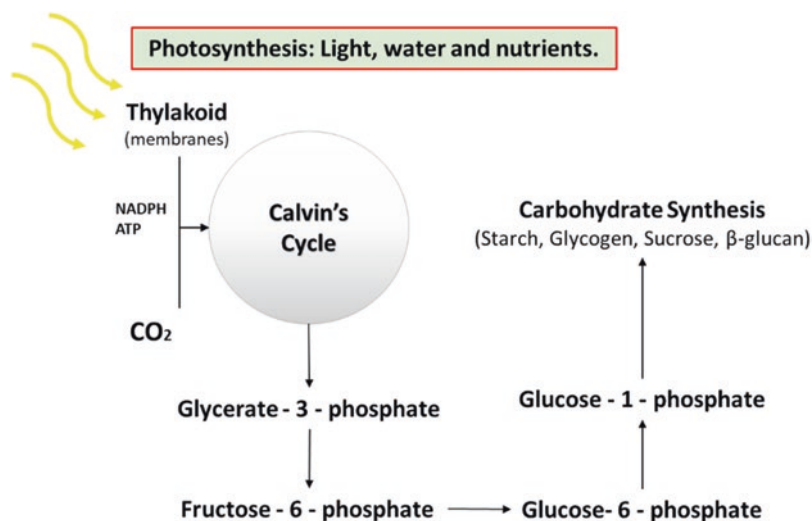 Photosynthesis: Light, water and nutrients.
Thylakoid
(membranes)
NADPH
ATP
CO₂
Calvin's
Cycle
Carbohydrate Synthesis
(Starch, Glycogen, Sucrose, β-glucan)
Glycerate - 3 - phosphate
Glucose - 1 - phosphate
Fructose - 6 - phosphate
Glucose- 6 - phosphate